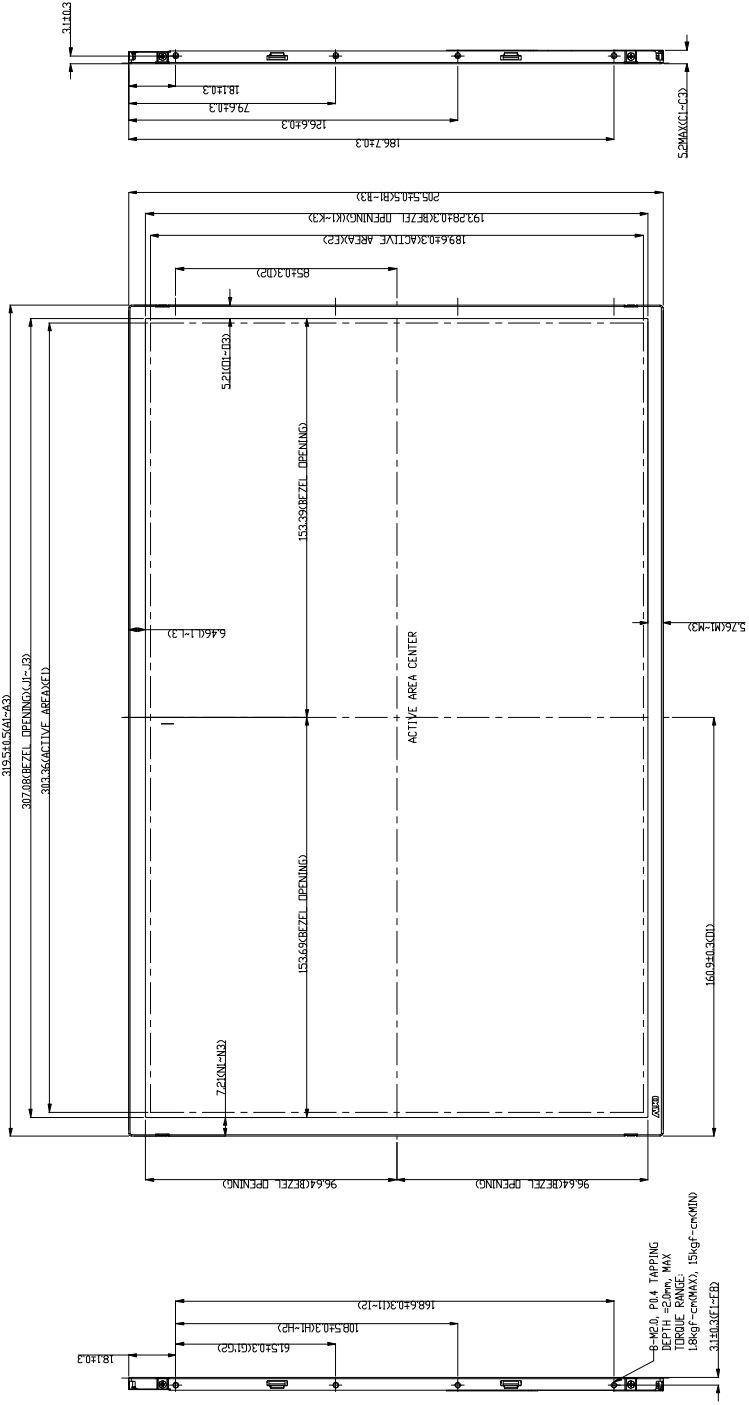 3.1±0.3
18.1±0.3
79.6±0.3
126.6±0.3
186.7±0.3
5.2MAX(C1~C3)
205.5±0.5(B1~B3)
193.28±0.3(BEZEL OPENING)(K1~K3)
189.6±0.3(ACTIVE AREA)(E2)
85±0.3(D2)
319.5±0.5(A1~A3)
307.08(BEZEL OPENING)(J1~J3)
303.36(ACTIVE AREA)(E1)
5.21(O1~O3)
153.39(BEZEL OPENING)
6.46(L1~L3)
5.76(M1~M3)
ACTIVE AREA CENTER
153.69(BEZEL OPENING)
160.9±0.3(D1)
7.21(N1~N3)
AUO
96.64(BEZEL OPENING)
96.64(BEZEL OPENING)
168.6±0.3(I1~I2)
108.5±0.3(H1~H2)
61.5±0.3(G1,G2)
18.1±0.3
8-M2.0, P0.4 TAPPING
DEPTH =2.0mm, MAX
TORQUE RANGE:
1.8kgf-cm(MAX), 1.5kgf-cm(MIN)
3.1±0.3(F1~F8)